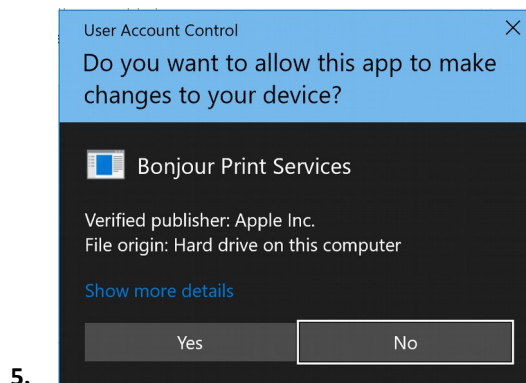 User Account Control
Do you want to allow this app to make
changes to your device?
Bonjour Print Services
Verified publisher: Apple Inc.
File origin: Hard drive on this computer
Show more details
Yes No
5.